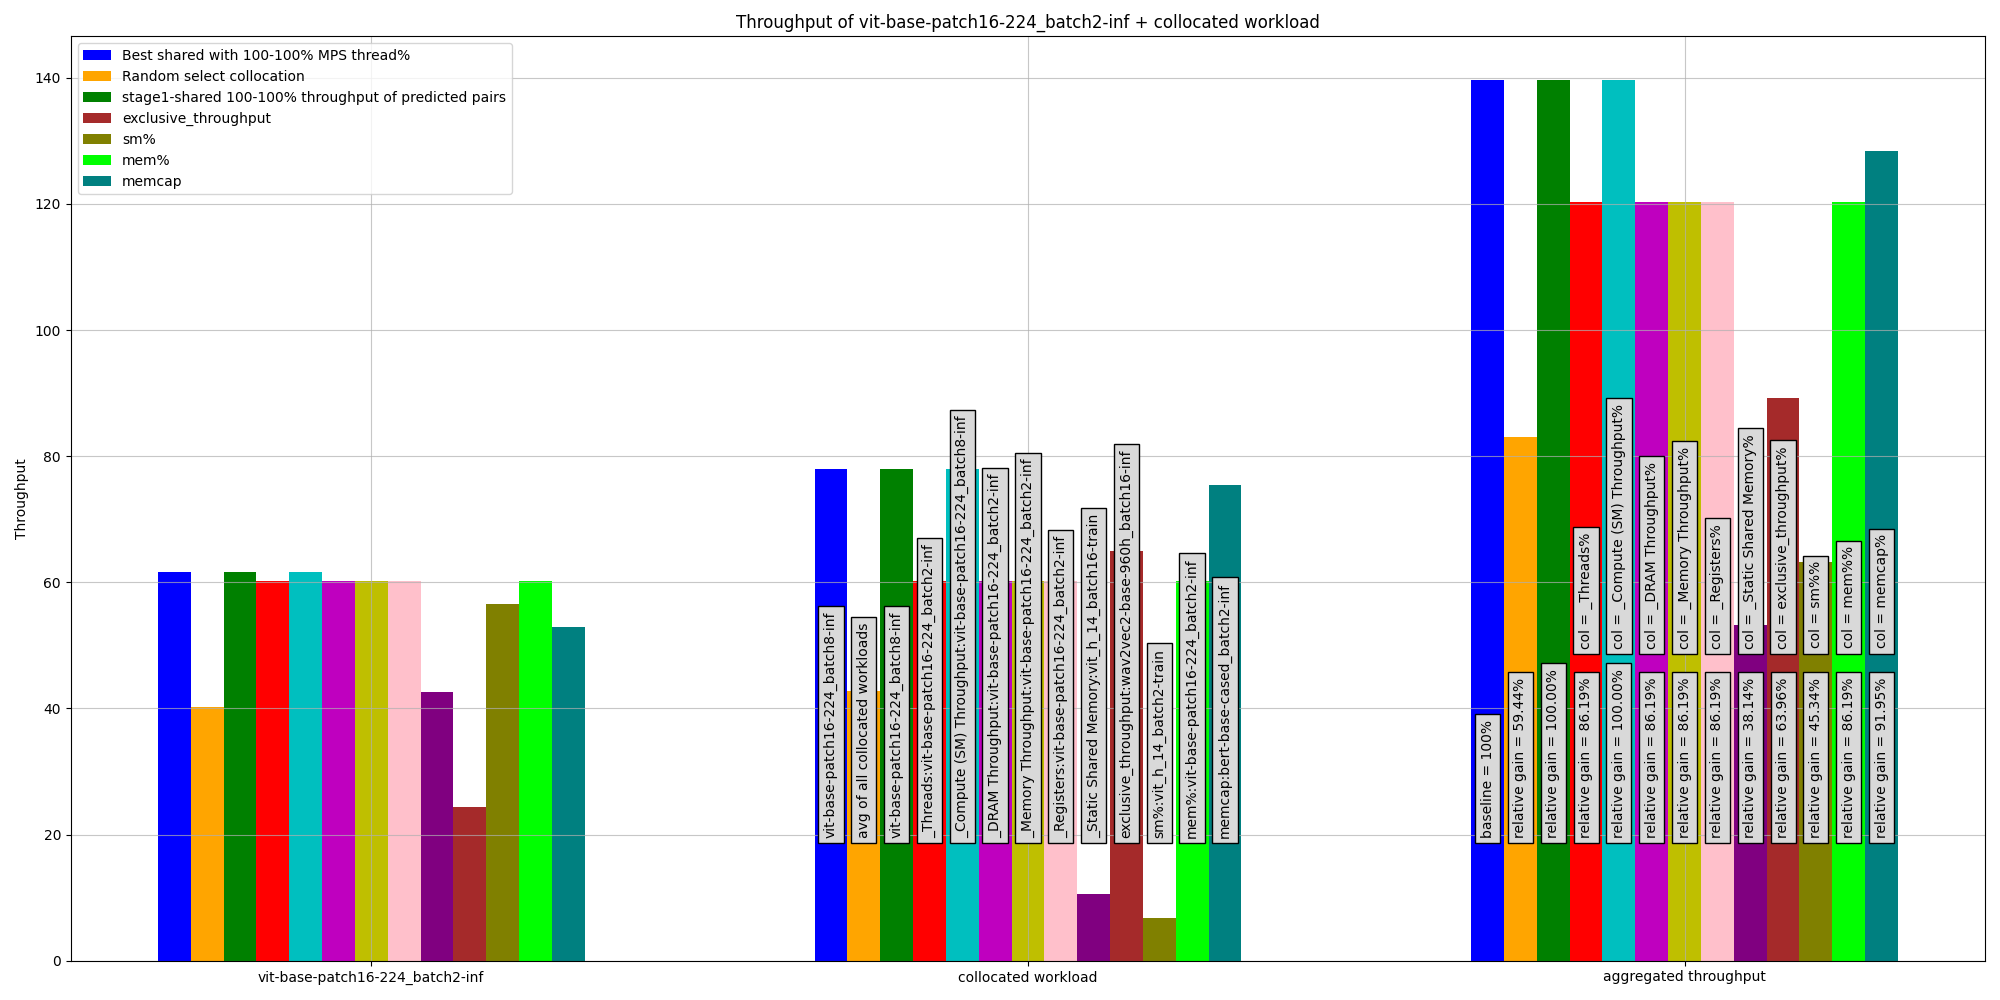 Throughput of vit-base-patch16-224_batch2-inf + collocated workload
Best shared with 100-100% MPS thread%
Random select collocation
stage1-shared 100-100% throughput of predicted pairs
exclusive_throughput
sm%
mem%
memcap
Throughput
140
120
100
80
60
40
20
0
vit-base-patch16-224_batch8-inf
avg of all collocated workloads
vit-base-patch16-224_batch8-inf
_Threads:vit-base-patch16-224_batch2-inf
_Compute (SM) Throughput:vit-base-patch16-224_batch8-inf
_DRAM Throughput:vit-base-patch16-224_batch2-inf
_Memory Throughput:vit-base-patch16-224_batch2-inf
_Registers:vit-base-patch16-224_batch2-inf
_Static Shared Memory:vit_h_14_batch16-train
exclusive_throughput:wav2vec2-base-960h_batch16-inf
sm%:vit_h_14_batch2-train
mem%:vit-base-patch16-224_batch2-inf
memcap:bert-base-cased_batch2-inf
col = _Threads%
col = _Compute (SM) Throughput%
col = _DRAM Throughput%
col = _Memory Throughput%
col = _Registers%
col = _Static Shared Memory%
col = exclusive_throughput%
col = sm%%
col = mem%%
col = memcap%
baseline = 100%
relative gain = 59.44%
relative gain = 100.00%
relative gain = 86.19%
relative gain = 100.00%
relative gain = 86.19%
relative gain = 86.19%
relative gain = 86.19%
relative gain = 38.14%
relative gain = 63.96%
relative gain = 45.34%
relative gain = 86.19%
relative gain = 91.95%
vit-base-patch16-224_batch2-inf
collocated workload
aggregated throughput